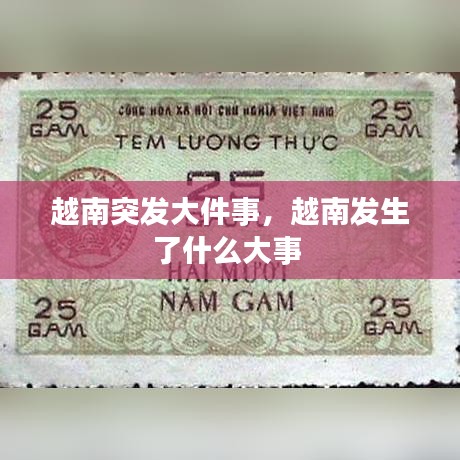 25 CỘNG HÒA XÃ HỘI CHỦ NGHĨA VIỆT NAM 25
GAM GAM
TEM LƯƠNG THỰC
25
越南突发大件事，越南发生
了什么大事
HAI MƯƠI
NĂM GAM
25 25
GAM GAM